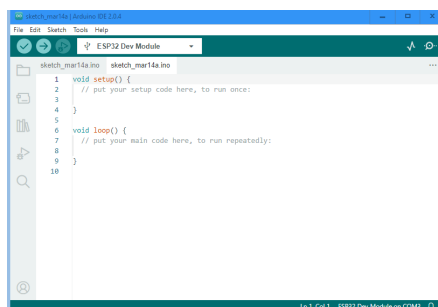 sketch_mar14a | Arduino IDE 2.0.4
File Edit Sketch Tools Help
ESP32 Dev Module
sketch_mar14a.ino sketch_mar14a.ino
1 void setup() {
2 // put your setup code here, to run once:
3
4 }
5
6 void loop() {
7 // put your main code here, to run repeatedly:
8
9 }
10
Ln 1, Col 1 ESP32 Dev Module on COM3